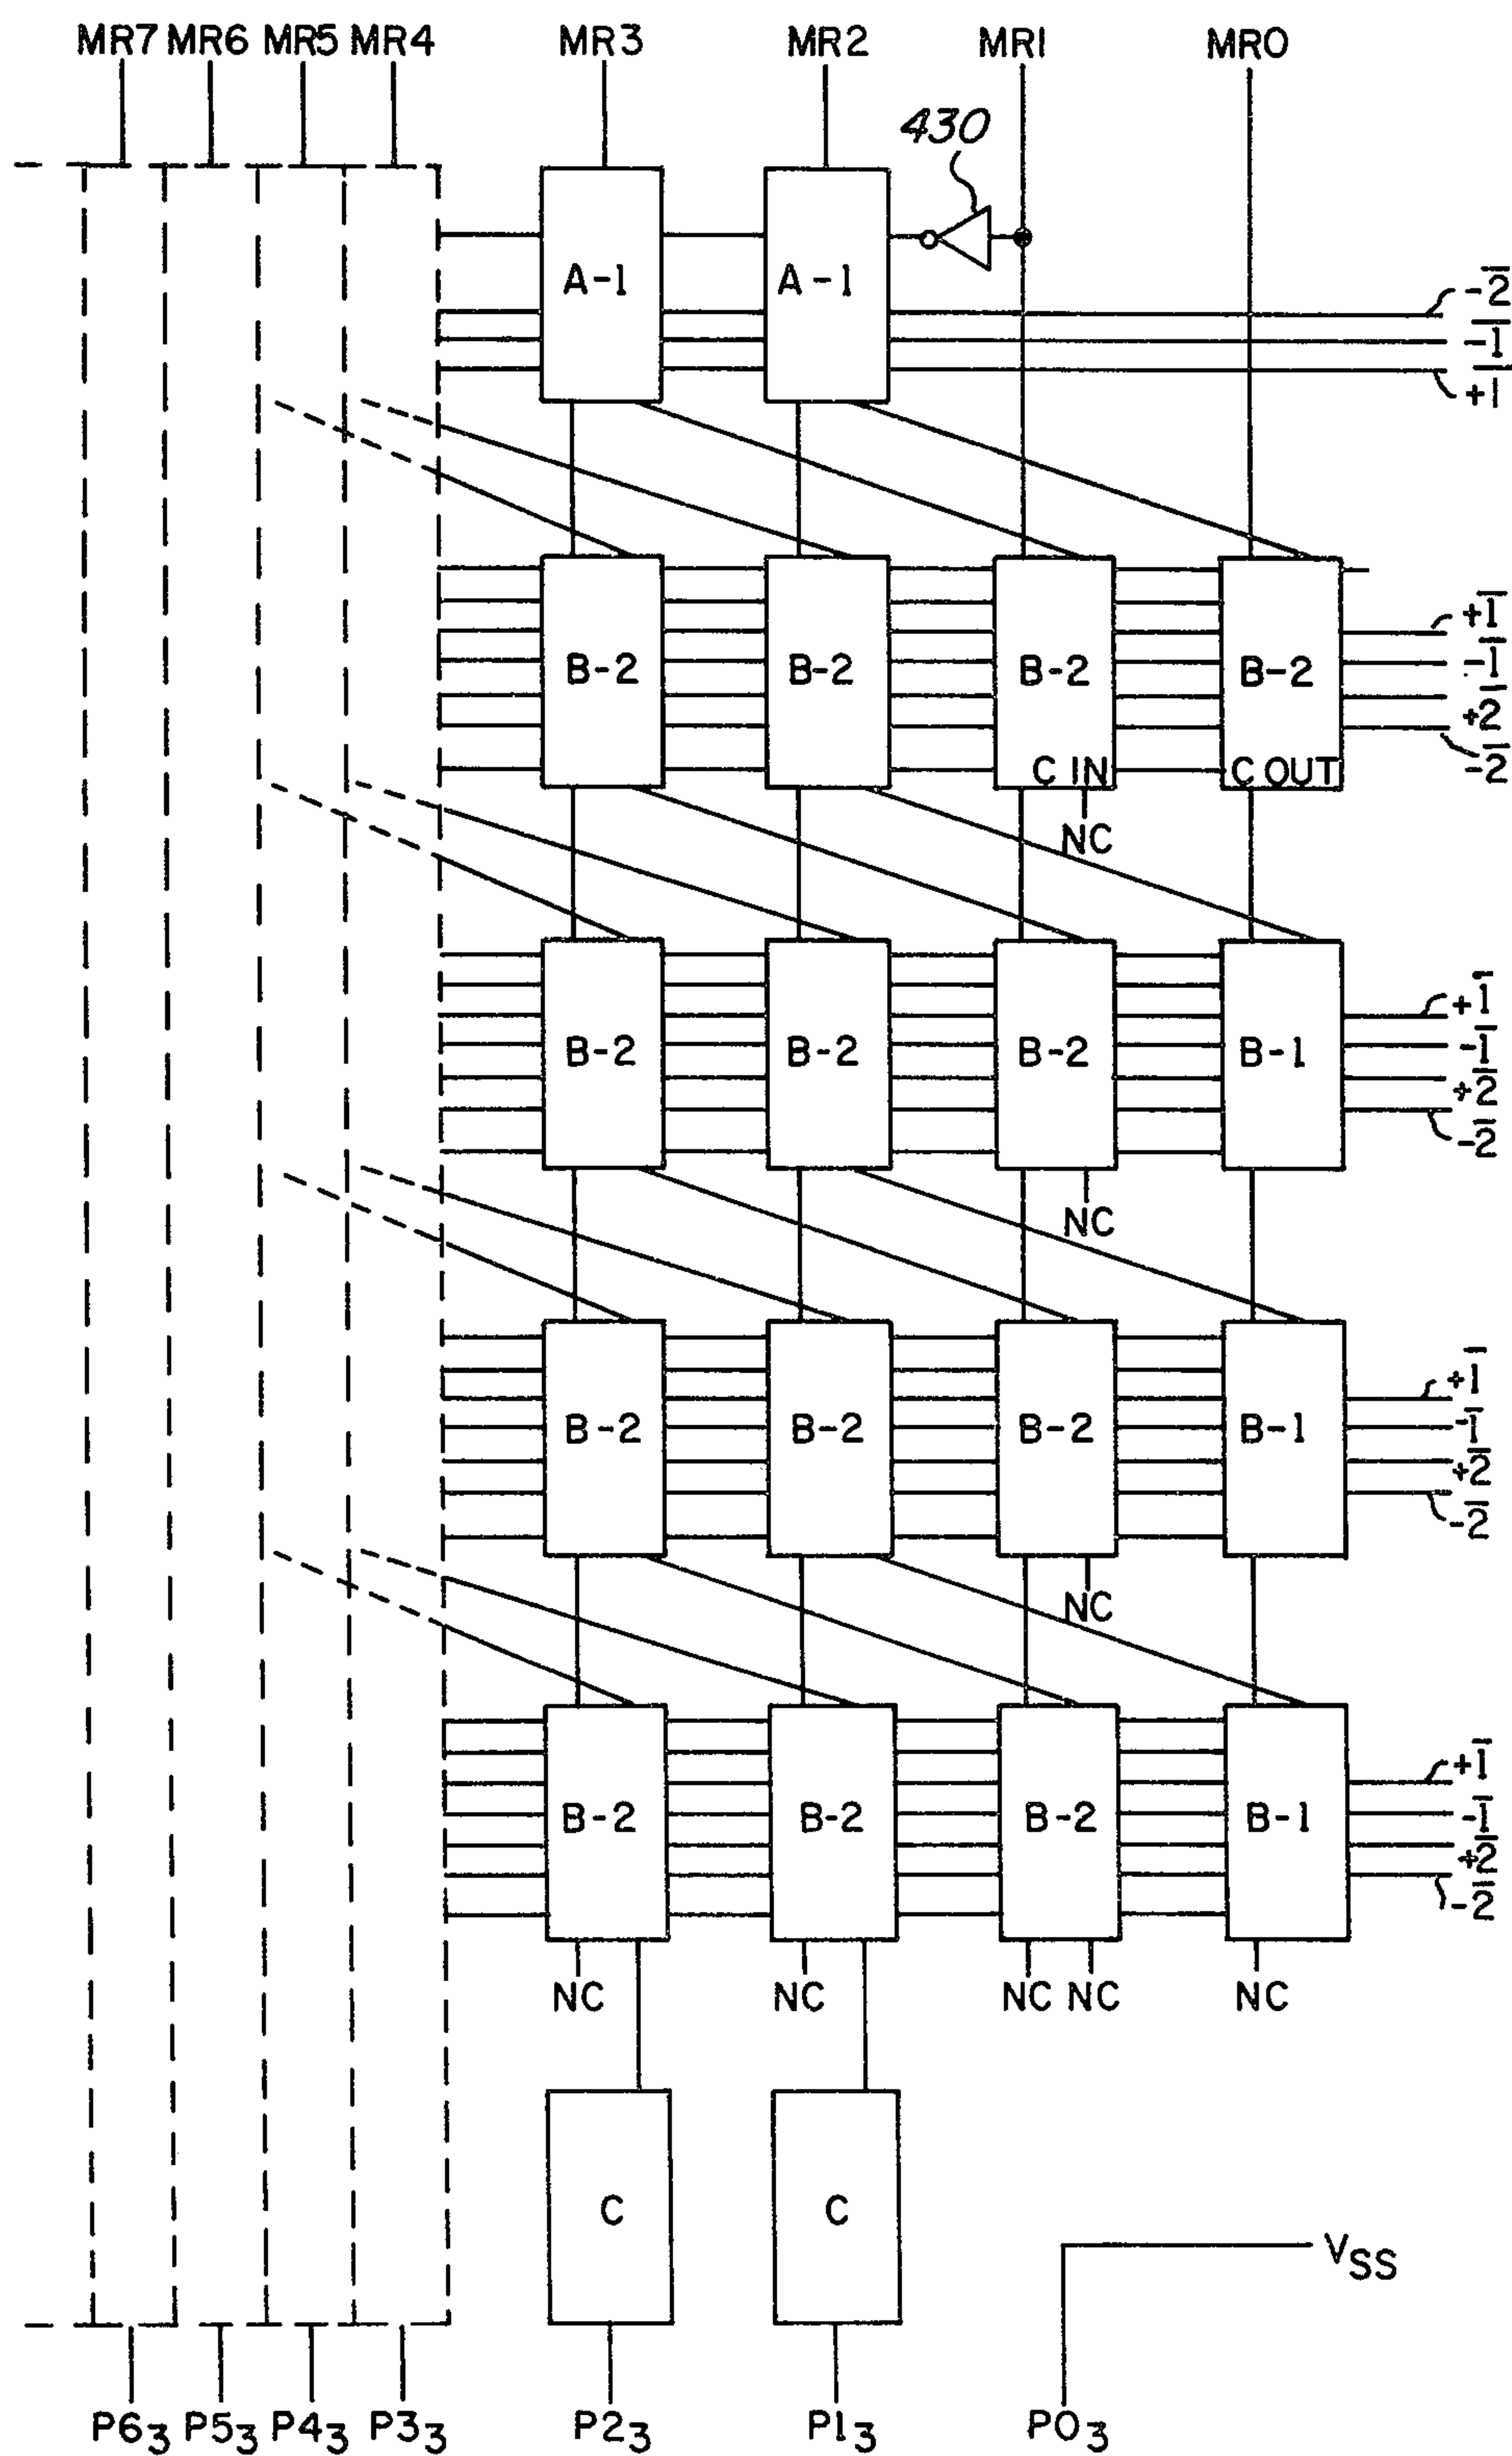 MR7 MR6 MR5 MR4 MR3 MR2 MR1 MR0
430
A-1 A-1
-2̅
-1̅
+1̅
B-2 B-2 B-2 B-2
+1̅
-1̅
+2̅
-2̅
C IN C OUT
NC
B-2 B-2 B-2 B-1
+1̅
-1̅
+2̅
-2̅
NC
B-2 B-2 B-2 B-1
+1̅
-1̅
+2̅
-2̅
NC
B-2 B-2 B-2 B-1
+1̅
-1̅
+2̅
-2̅
NC NC NC NC NC
C C
VSS
P6₃ P5₃ P4₃ P3₃ P2₃ P1₃ P0₃